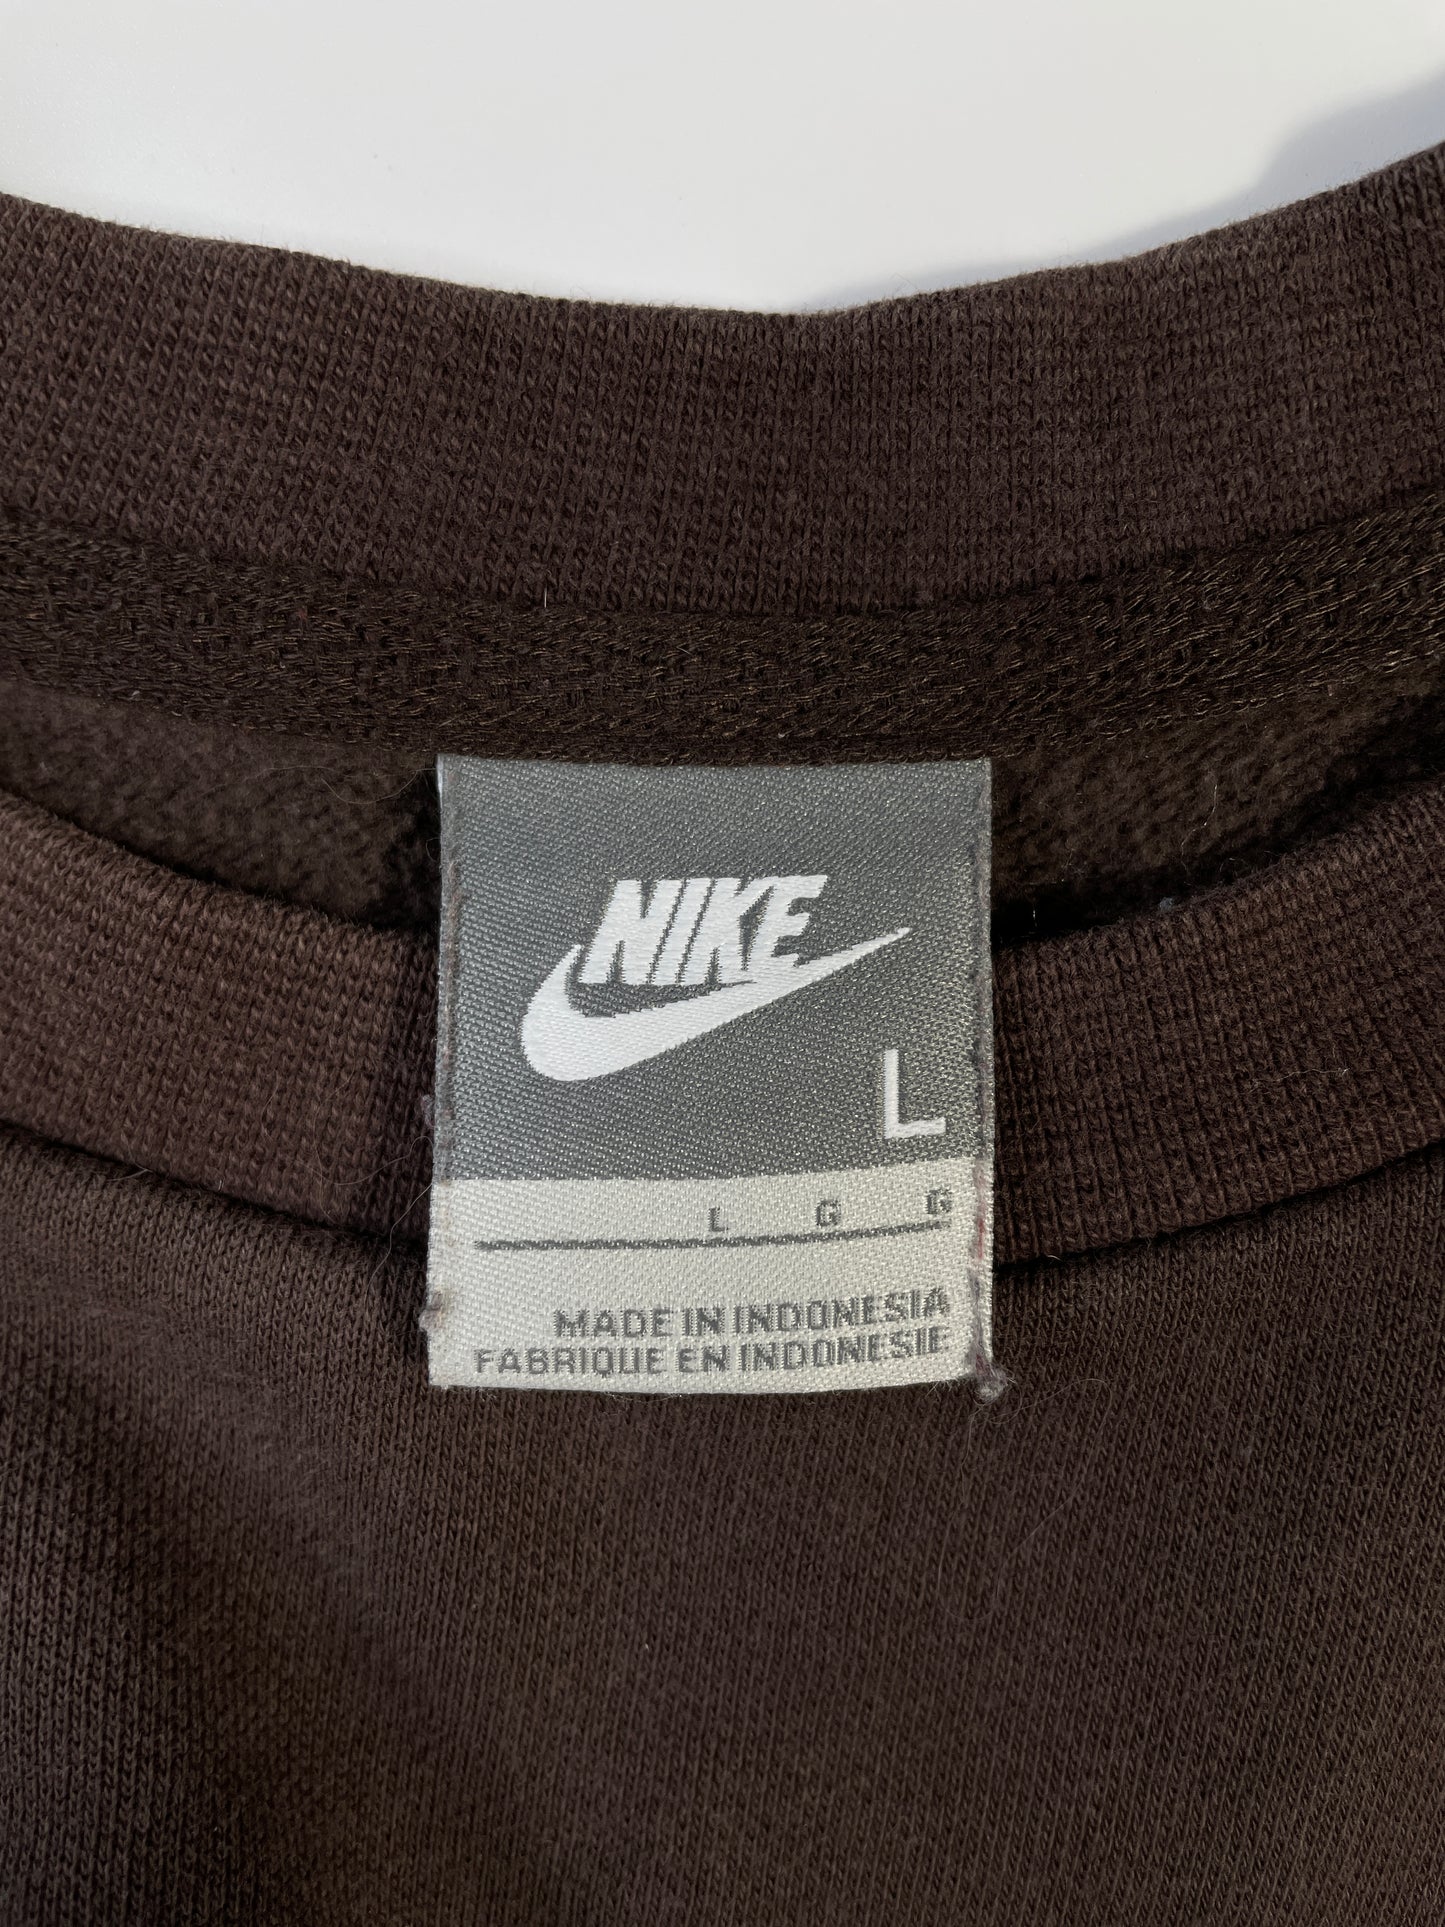 NIKE
L
L G G
MADE IN INDONESIA
FABRIQUE EN INDONESIE